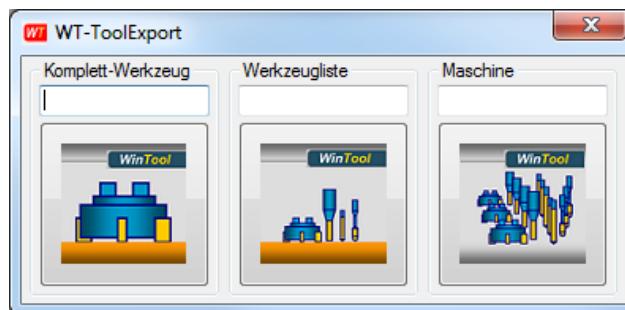 WT WT-ToolExport
Komplett-Werkzeug
Werkzeugliste
Maschine
WinTool
WinTool
WinTool